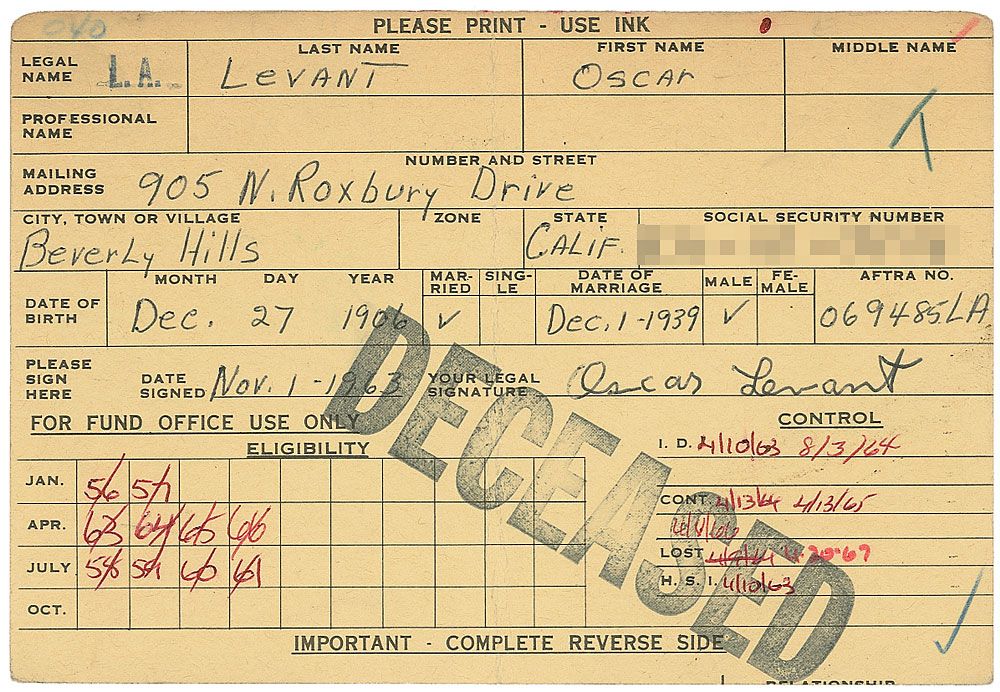 040
PLEASE PRINT - USE INK
LEGAL NAME L.A. LAST NAME LEVANT FIRST NAME OSCAR MIDDLE NAME
PROFESSIONAL NAME
MAILING ADDRESS NUMBER AND STREET 905 N. Roxbury Drive
CITY, TOWN OR VILLAGE ZONE STATE SOCIAL SECURITY NUMBER
Beverly Hills CALIF.
DATE OF BIRTH MONTH DAY YEAR MAR-RIED SING-LE DATE OF MARRIAGE MALE FE-MALE AFTRA NO.
Dec. 27 1906 ✓ Dec. 1-1939 ✓ 069485LA
PLEASE SIGN HERE DATE SIGNED Nov. 1-1963 YOUR LEGAL SIGNATURE Oscar Levant
DECEASED
FOR FUND OFFICE USE ONLY CONTROL
ELIGIBILITY I. D. 4/10/63 8/3/64
JAN. 56 57
CONT. 4/13/64 4/13/65
APR. 63 64 65 66
LOST 4-20-67
JULY 58 59 60 61
H. S. I. 4/10/63
OCT.
IMPORTANT - COMPLETE REVERSE SIDE
RELATIONSHIP